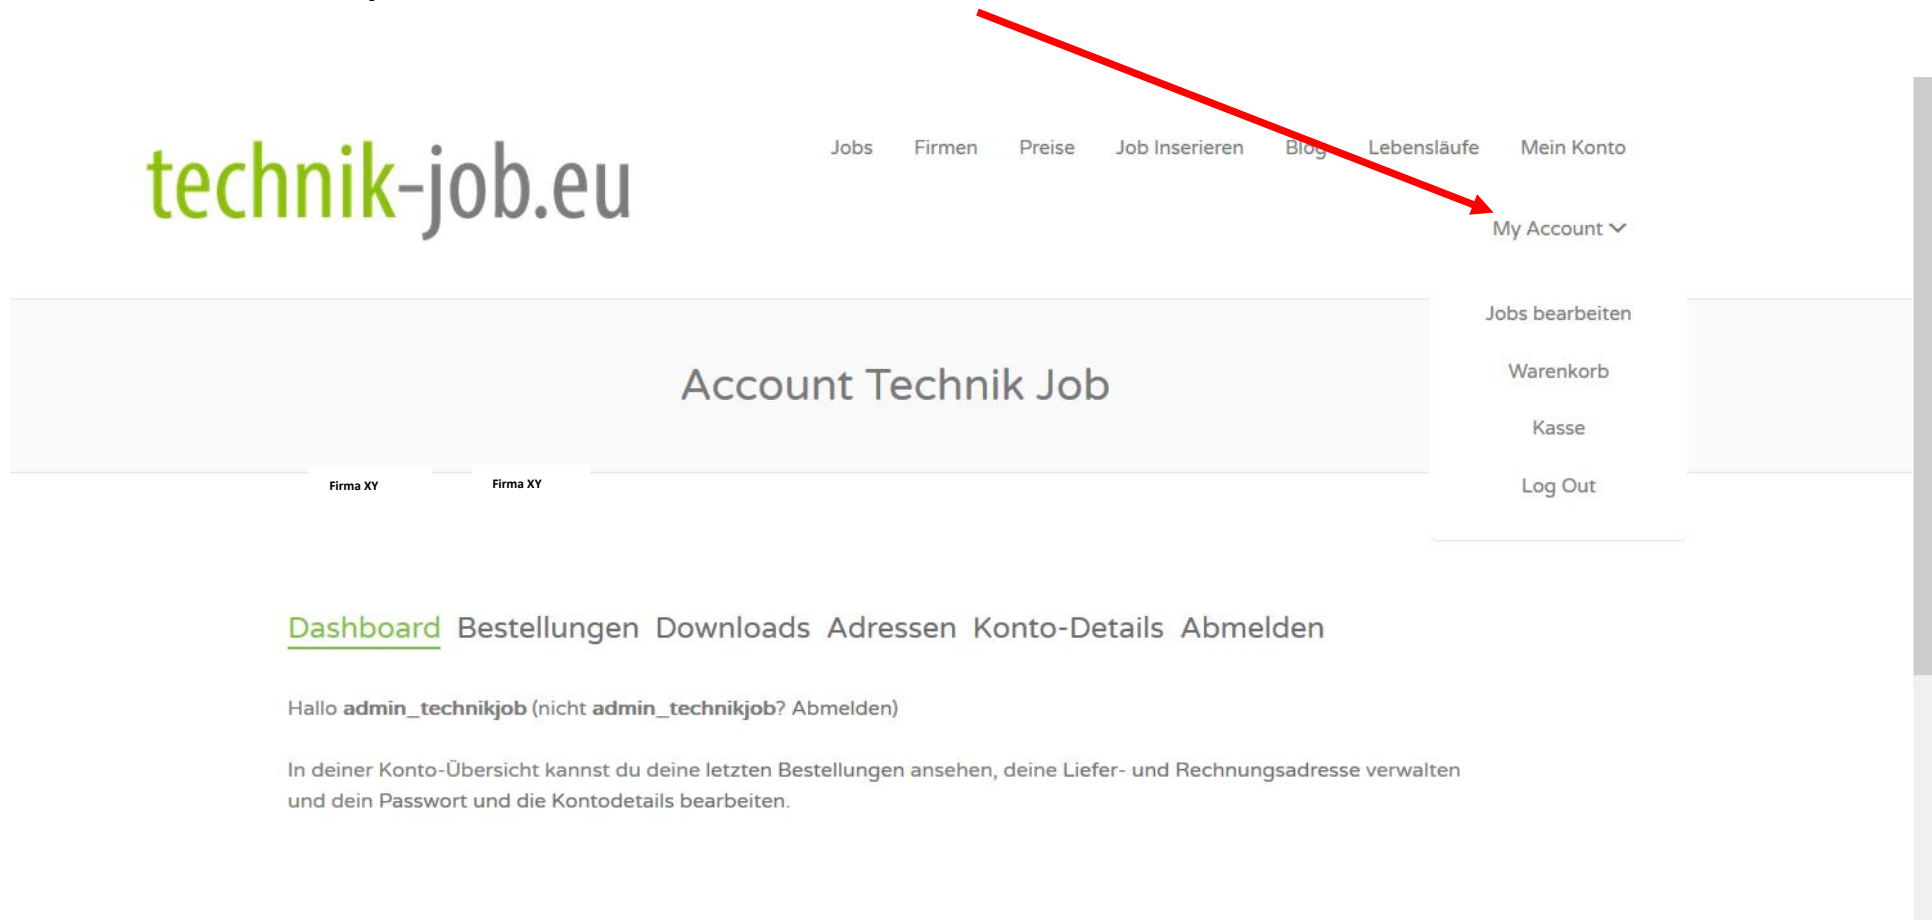 technik-job.eu
Jobs Firmen Preise Job Inserieren Blog Lebensläufe Mein Konto
My Account
Jobs bearbeiten
Warenkorb
Kasse
Log Out
Account Technik Job
Firma XY Firma XY
Dashboard Bestellungen Downloads Adressen Konto-Details Abmelden
Hallo admin_technikjob (nicht admin_technikjob? Abmelden)
In deiner Konto-Übersicht kannst du deine letzten Bestellungen ansehen, deine Liefer- und Rechnungsadresse verwalten
und dein Passwort und die Kontodetails bearbeiten.